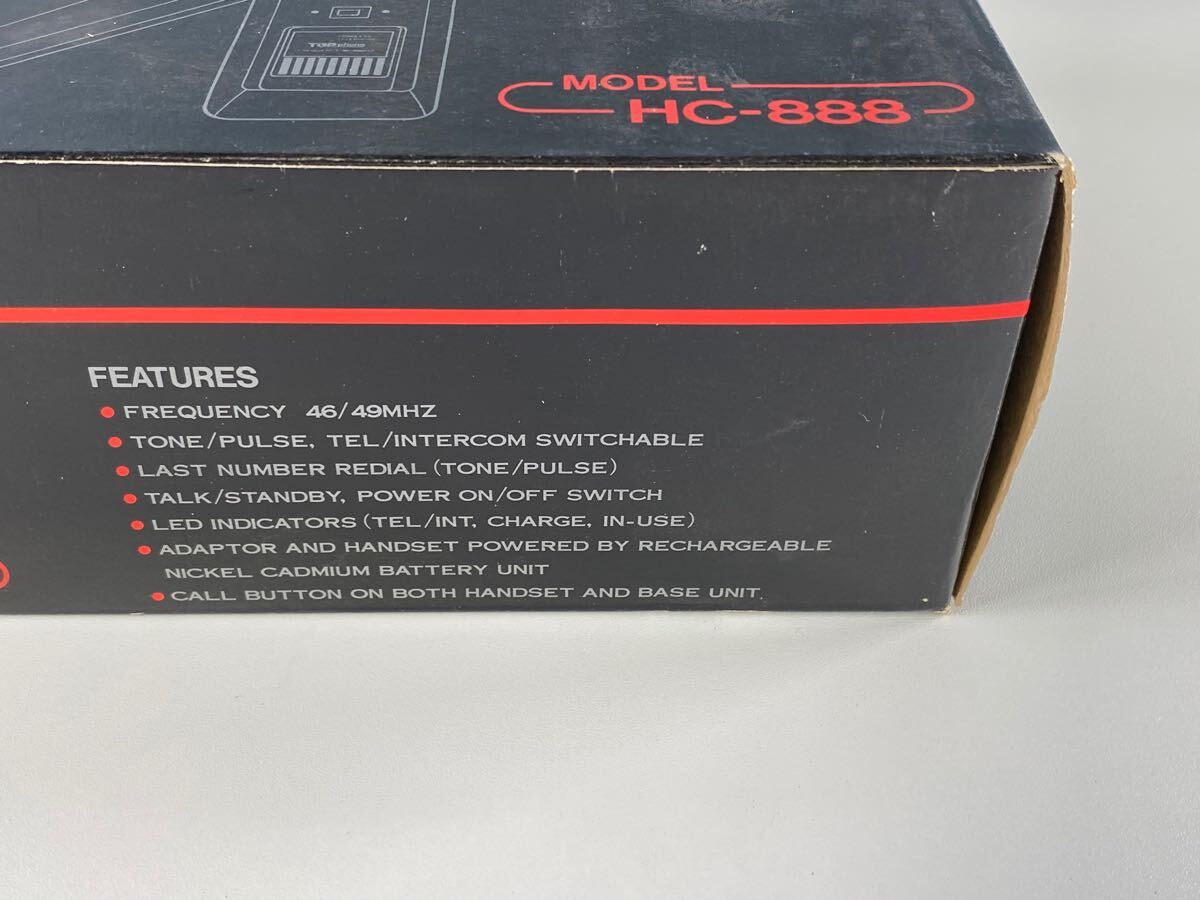 TOP phone
MODEL
HC-888
FEATURES
• FREQUENCY 46/49MHZ
• TONE/PULSE, TEL/INTERCOM SWITCHABLE
• LAST NUMBER REDIAL (TONE/PULSE)
• TALK/STANDBY, POWER ON/OFF SWITCH
• LED INDICATORS (TEL/INT, CHARGE, IN-USE)
• ADAPTOR AND HANDSET POWERED BY RECHARGEABLE
NICKEL CADMIUM BATTERY UNIT
• CALL BUTTON ON BOTH HANDSET AND BASE UNIT.